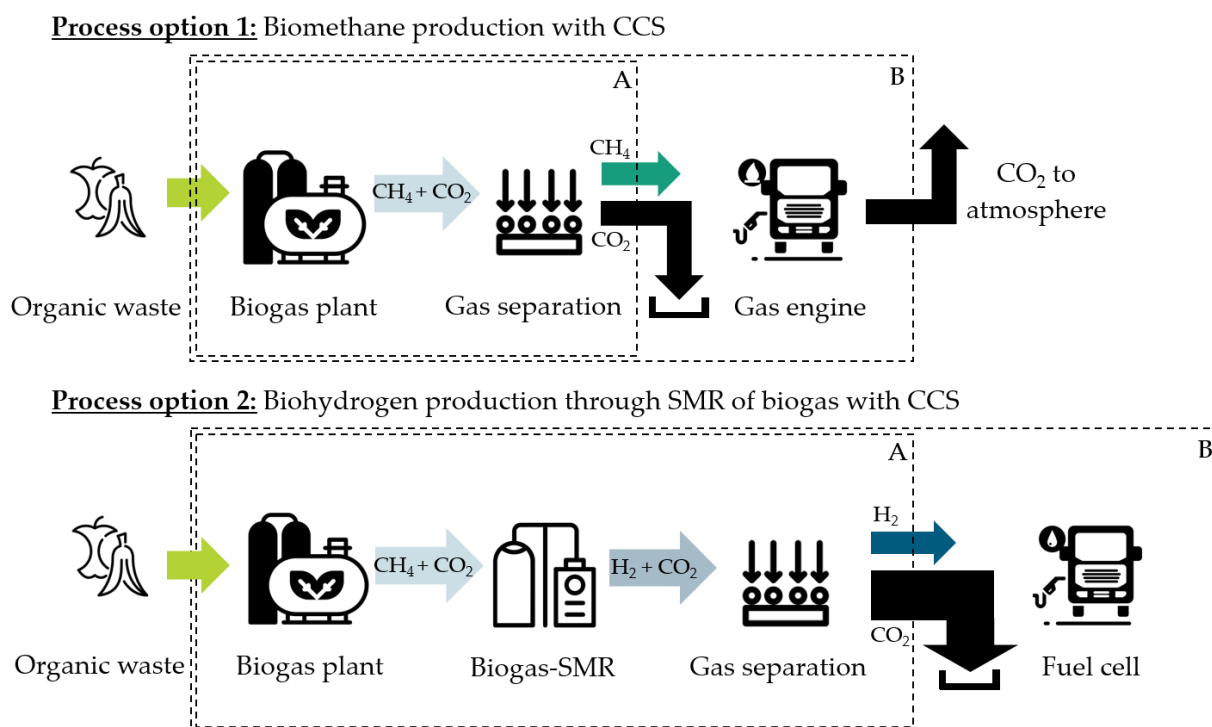 Process option 1: Biomethane production with CCS
A
B
CH₄
CH₄ + CO₂
CO₂
CO₂ to
atmosphere
Organic waste
Biogas plant
Gas separation
Gas engine
Process option 2: Biohydrogen production through SMR of biogas with CCS
A
B
H₂
CH₄ + CO₂
H₂ + CO₂
CO₂
Organic waste
Biogas plant
Biogas-SMR
Gas separation
Fuel cell